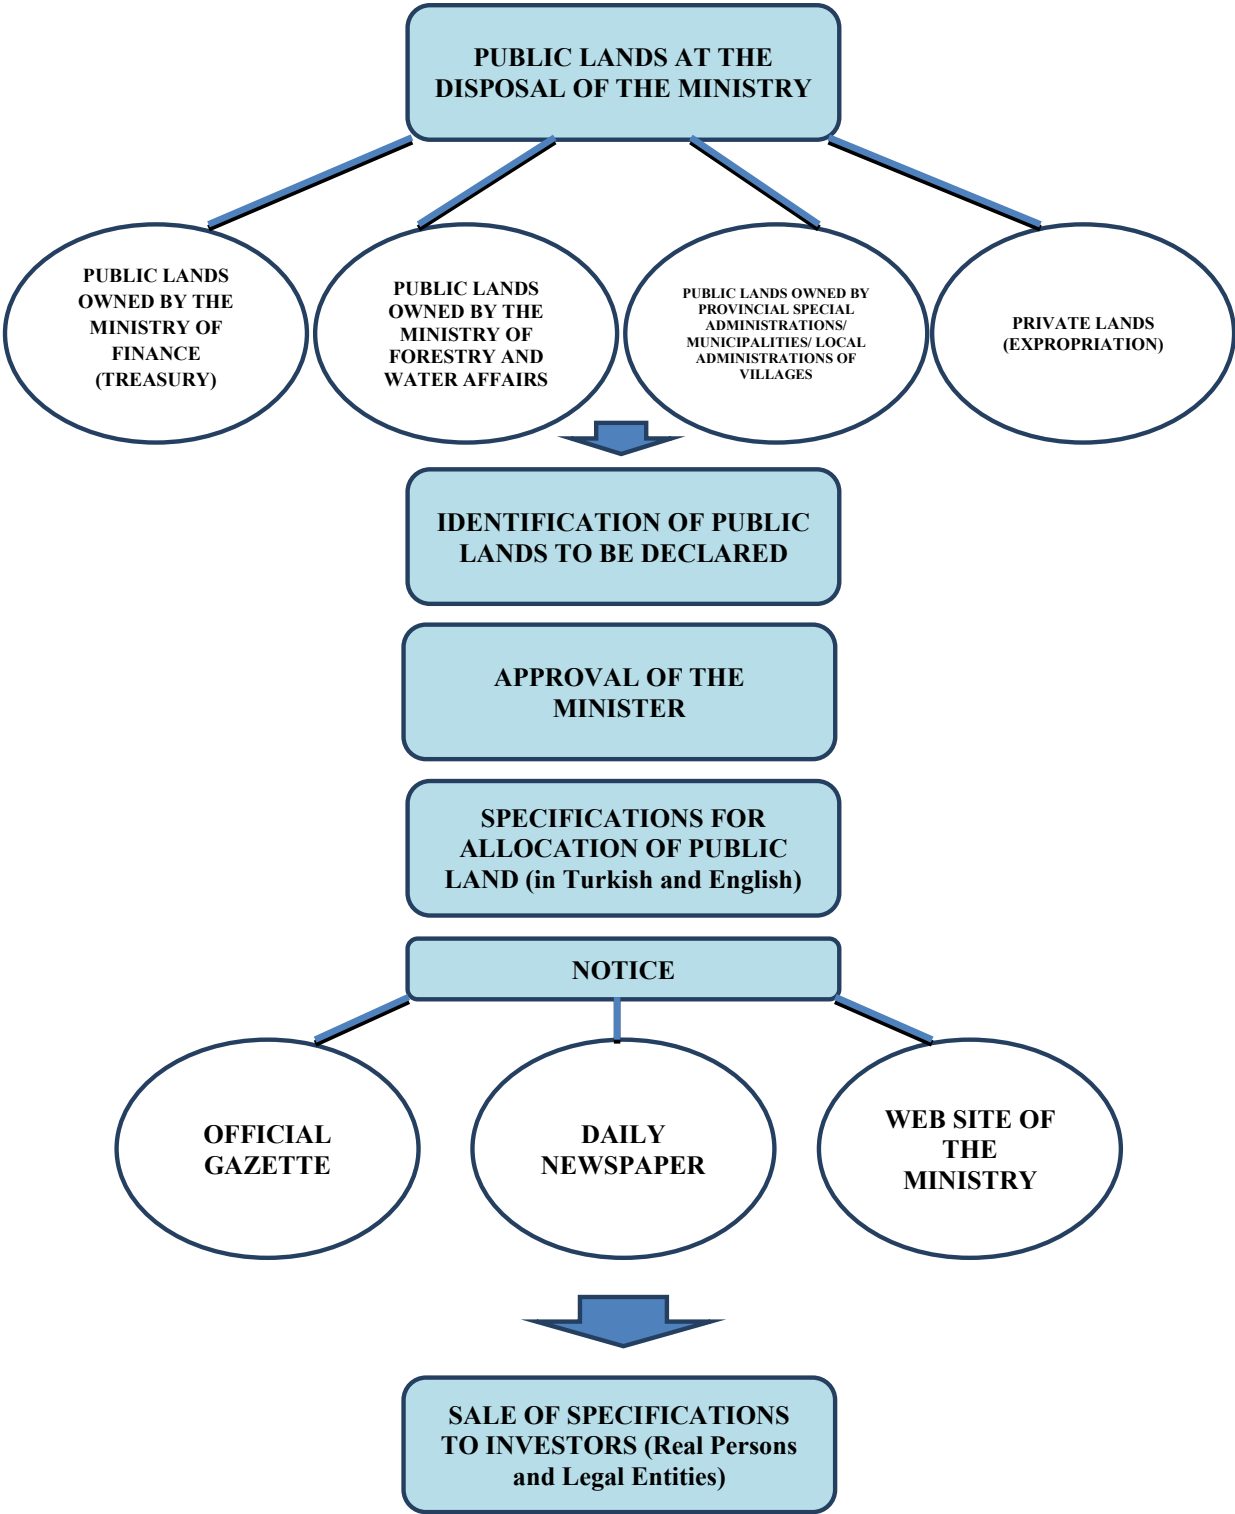 PUBLIC LANDS AT THE
DISPOSAL OF THE MINISTRY
PUBLIC LANDS
OWNED BY THE
MINISTRY OF
FINANCE
(TREASURY)
PUBLIC LANDS
OWNED BY THE
MINISTRY OF
FORESTRY AND
WATER AFFAIRS
PUBLIC LANDS OWNED BY
PROVINCIAL SPECIAL
ADMINISTRATIONS/
MUNICIPALITIES/ LOCAL
ADMINISTRATIONS OF
VILLAGES
PRIVATE LANDS
(EXPROPRIATION)
IDENTIFICATION OF PUBLIC
LANDS TO BE DECLARED
APPROVAL OF THE
MINISTER
SPECIFICATIONS FOR
ALLOCATION OF PUBLIC
LAND (in Turkish and English)
NOTICE
OFFICIAL
GAZETTE
DAILY
NEWSPAPER
WEB SITE OF
THE
MINISTRY
SALE OF SPECIFICATIONS
TO INVESTORS (Real Persons
and Legal Entities)